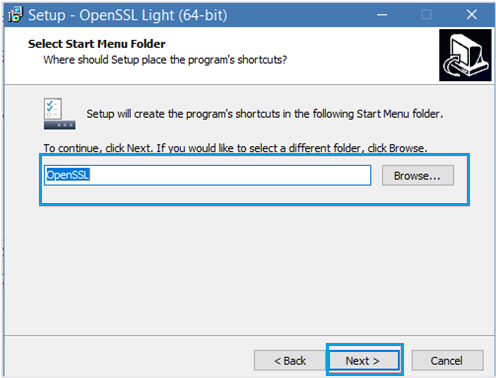 Setup - OpenSSL Light (64-bit)
Select Start Menu Folder
Where should Setup place the program's shortcuts?
Setup will create the program's shortcuts in the following Start Menu folder.
To continue, click Next. If you would like to select a different folder, click Browse.
OpenSSL
Browse...
< Back
Next >
Cancel